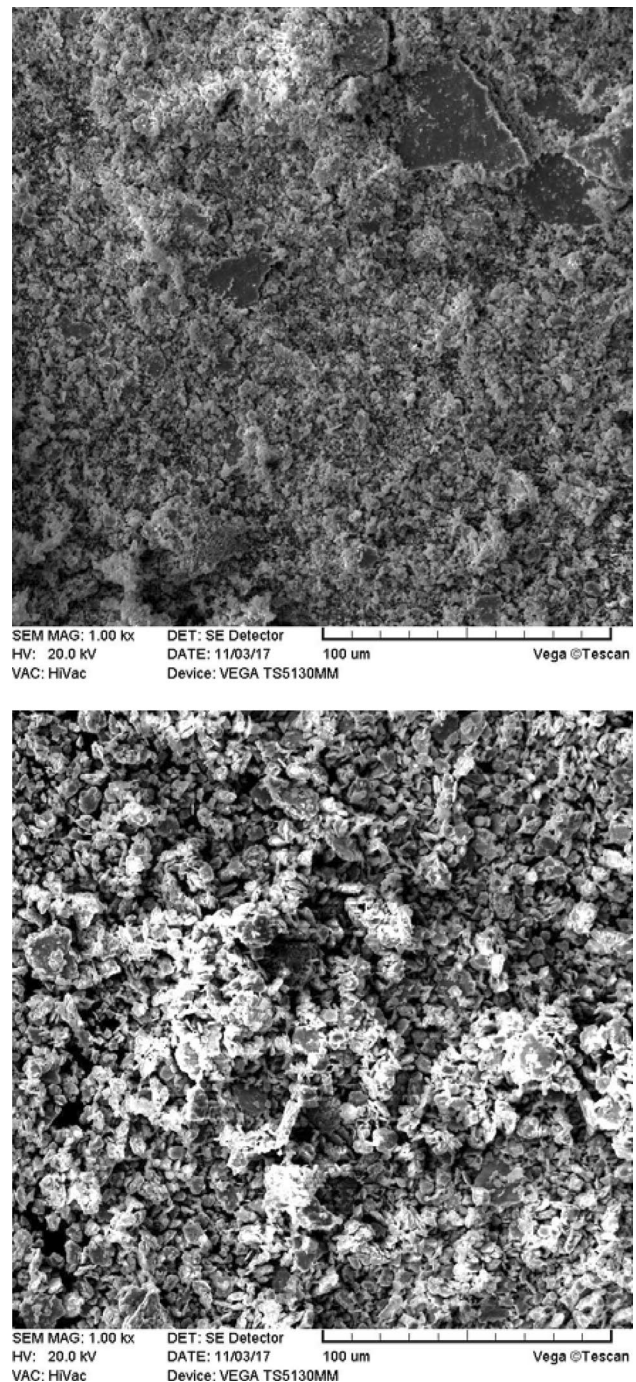 SEM MAG: 1.00 kx DET: SE Detector
HV: 20.0 kV DATE: 11/03/17 100 um Vega ©Tescan
VAC: HiVac Device: VEGA TS5130MM
SEM MAG: 1.00 kx DET: SE Detector
HV: 20.0 kV DATE: 11/03/17 100 um Vega ©Tescan
VAC: HiVac Device: VEGA TS5130MM